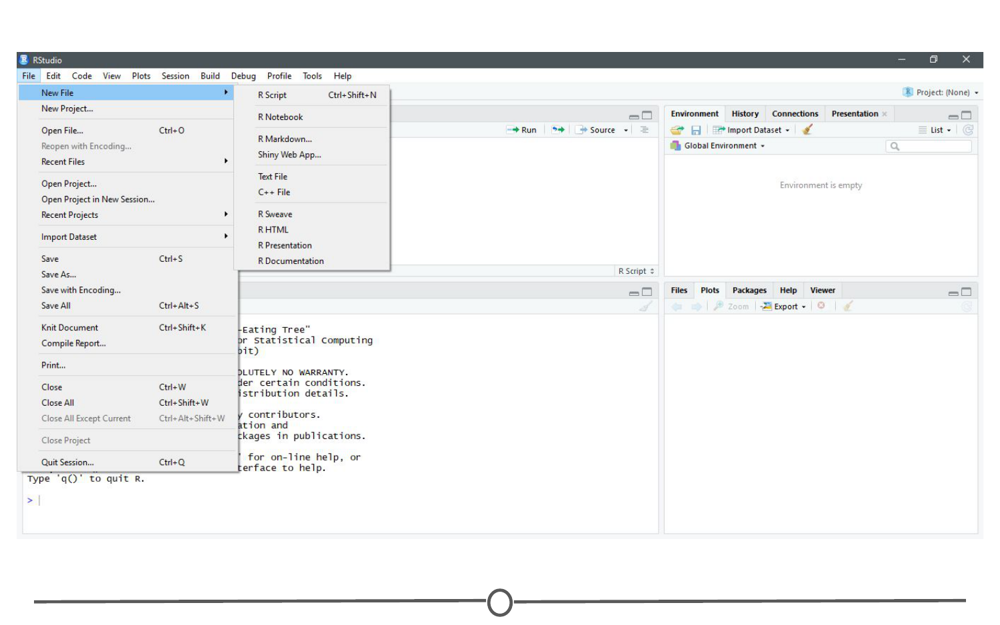 RStudio
File Edit Code View Plots Session Build Debug Profile Tools Help
New File
New Project...
Open File... Ctrl+O
Reopen with Encoding...
Recent Files
Open Project...
Open Project in New Session...
Recent Projects
Import Dataset
Save Ctrl+S
Save As...
Save with Encoding...
Save All Ctrl+Alt+S
Knit Document Ctrl+Shift+K
Compile Report...
Print...
Close Ctrl+W
Close All Ctrl+Shift+W
Close All Except Current Ctrl+Alt+Shift+W
Close Project
Quit Session... Ctrl+Q
R Script Ctrl+Shift+N
R Notebook
R Markdown...
Shiny Web App...
Text File
C++ File
R Sweave
R HTML
R Presentation
R Documentation
Run Source
R Script
-Eating Tree"
or Statistical Computing
bit)
OLUTELY NO WARRANTY.
der certain conditions.
istribution details.
y contributors.
ation and
ckages in publications.
' for on-line help, or
terface to help.
Type 'q()' to quit R.
>
Project: (None)
Environment History Connections Presentation
Import Dataset List
Global Environment
Environment is empty
Files Plots Packages Help Viewer
Zoom Export